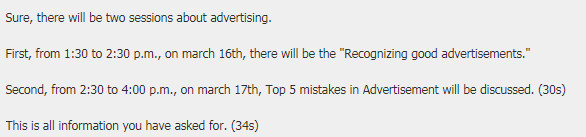 Sure, there will be two sessions about advertising.
First, from 1:30 to 2:30 p.m., on march 16th, there will be the "Recognizing good advertisements."
Second, from 2:30 to 4:00 p.m., on march 17th, Top 5 mistakes in Advertisement will be discussed. (30s)
This is all information you have asked for. (34s)